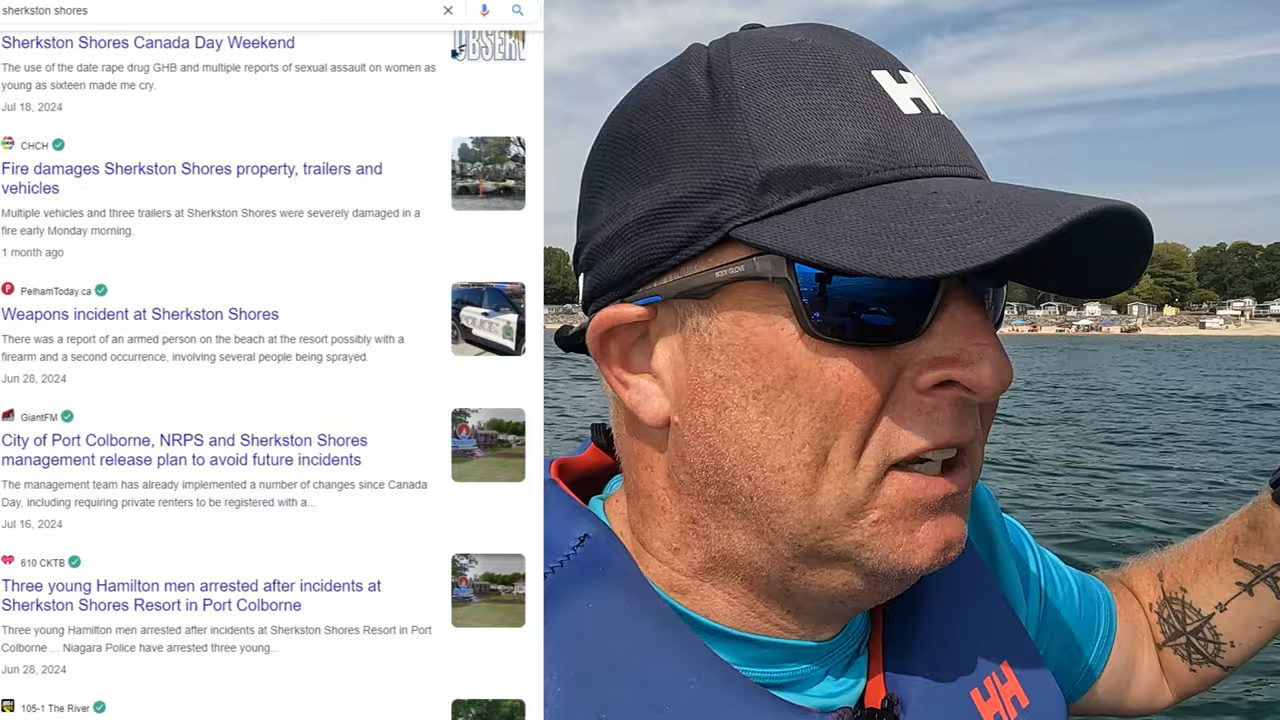 sherkston shores
OBSERV
Sherkston Shores Canada Day Weekend
The use of the date rape drug GHB and multiple reports of sexual assault on women as
young as sixteen made me cry.
Jul 18, 2024
CHCH
Fire damages Sherkston Shores property, trailers and
vehicles
Multiple vehicles and three trailers at Sherkston Shores were severely damaged in a
fire early Monday morning.
1 month ago
PelhamToday.ca
Weapons incident at Sherkston Shores
There was a report of an armed person on the beach at the resort possibly with a
firearm and a second occurrence, involving several people being sprayed.
Jun 28, 2024
POLICE
GiantFM
City of Port Colborne, NRPS and Sherkston Shores
management release plan to avoid future incidents
The management team has already implemented a number of changes since Canada
Day, including requiring private renters to be registered with a...
Jul 16, 2024
610 CKTB
Three young Hamilton men arrested after incidents at
Sherkston Shores Resort in Port Colborne
Three young Hamilton men arrested after incidents at Sherkston Shores Resort in Port
Colborne ... Niagara Police have arrested three young...
Jun 28, 2024
105-1 The River
HH
BODY GLOVE
HH